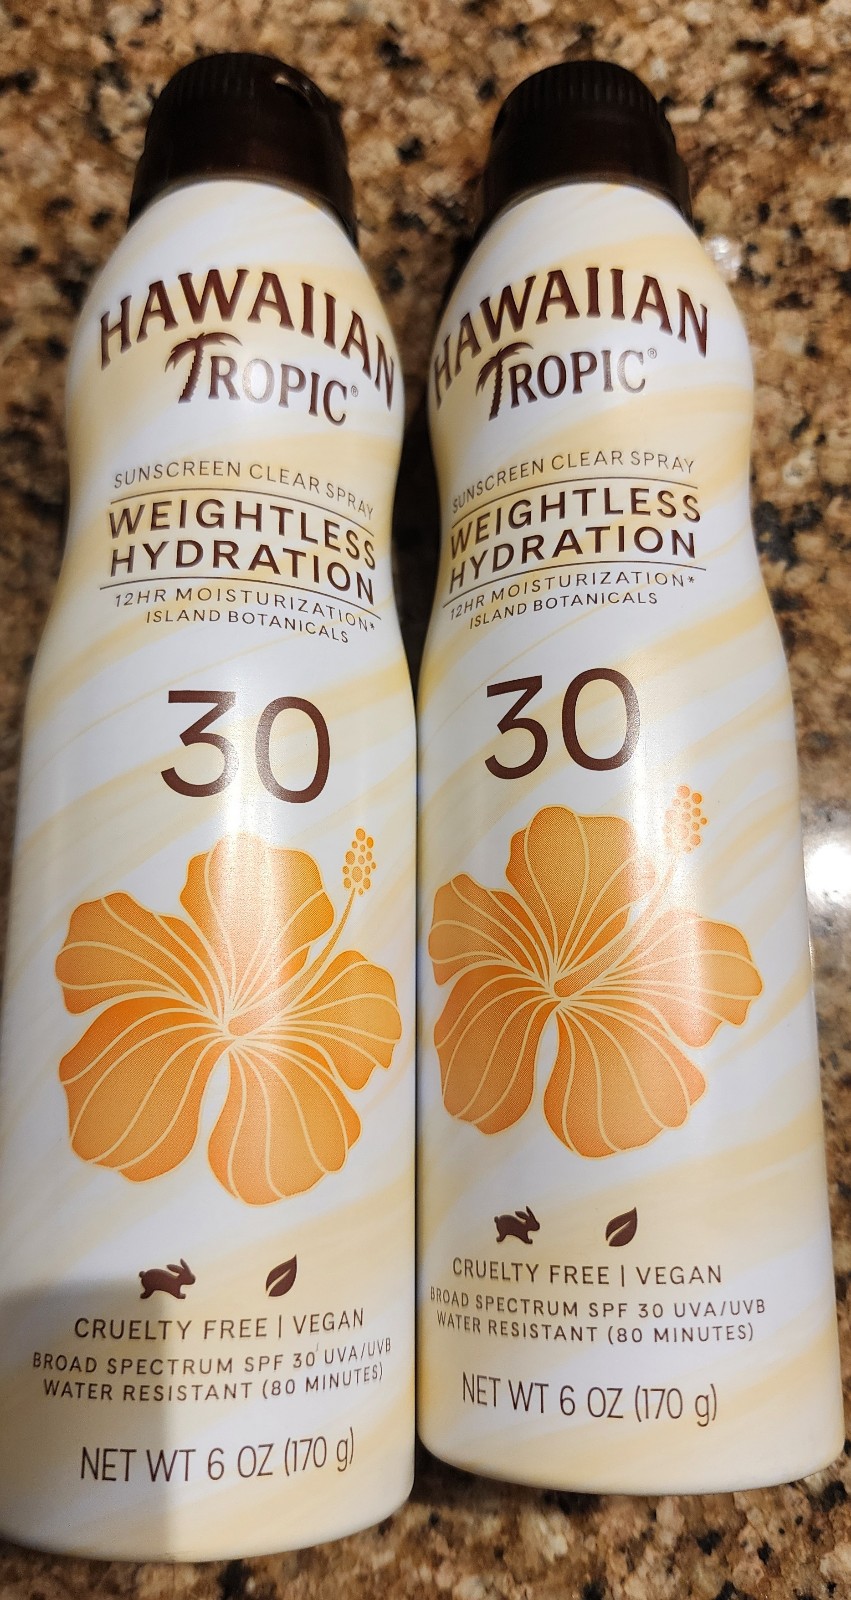 HAWAIIAN
TROPIC®
SUNSCREEN CLEAR SPRAY
WEIGHTLESS
HYDRATION
12HR MOISTURIZATION*
ISLAND BOTANICALS
30
CRUELTY FREE | VEGAN
BROAD SPECTRUM SPF 30 UVA/UVB
WATER RESISTANT (80 MINUTES)
NET WT 6 OZ (170 g)
HAWAIIAN
TROPIC®
SUNSCREEN CLEAR SPRAY
WEIGHTLESS
HYDRATION
12HR MOISTURIZATION*
ISLAND BOTANICALS
30
CRUELTY FREE | VEGAN
BROAD SPECTRUM SPF 30 UVA/UVB
WATER RESISTANT (80 MINUTES)
NET WT 6 OZ (170 g)